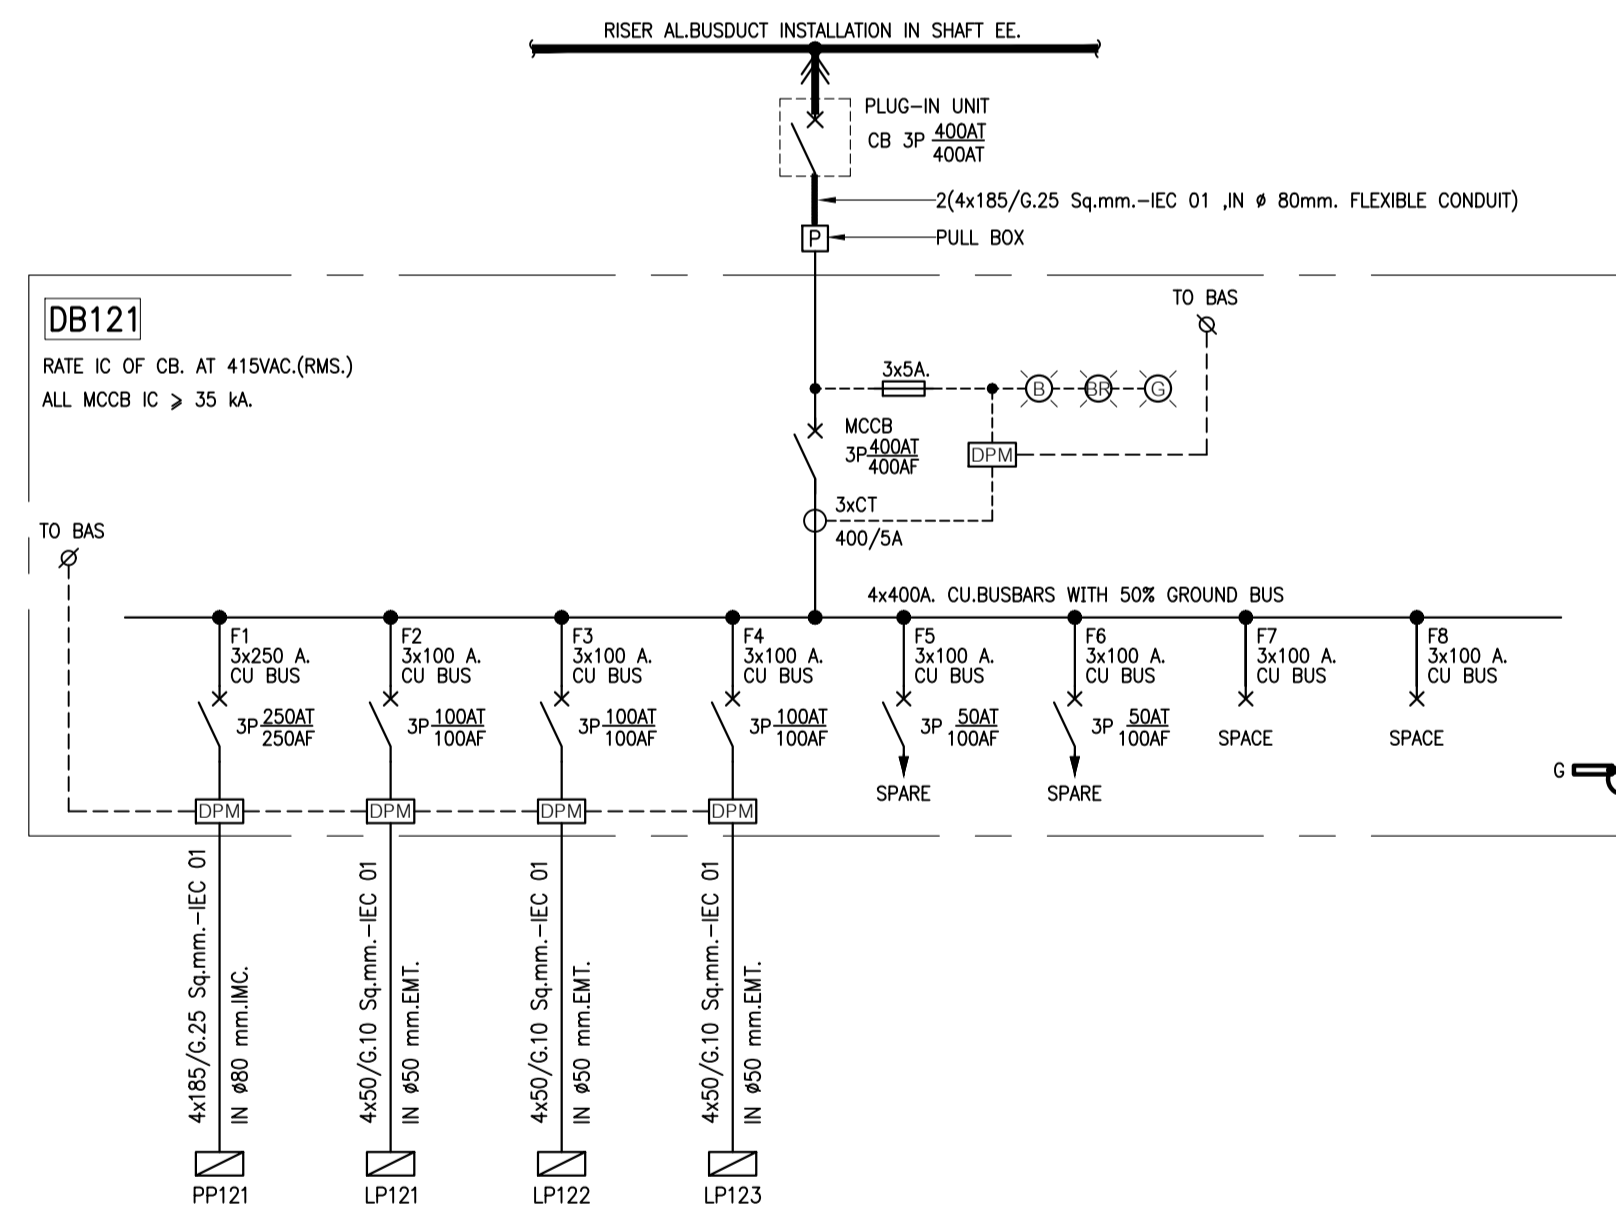 RISER AL.BUSDUCT INSTALLATION IN SHAFT EE.
PLUG-IN UNIT
CB 3P 400AT
400AT
2(4x185/G.25 Sq.mm.-IEC 01 ,IN ø 80mm. FLEXIBLE CONDUIT)
P
PULL BOX
DB121
RATE IC OF CB. AT 415VAC.(RMS.)
ALL MCCB IC ⩾ 35 kA.
TO BAS
3x5A.
B
BR
G
MCCB
3P 400AT
400AF
DPM
3xCT
400/5A
TO BAS
4x400A. CU.BUSBARS WITH 50% GROUND BUS
F1
3x250 A.
CU BUS
3P 250AT
250AF
F2
3x100 A.
CU BUS
3P 100AT
100AF
F3
3x100 A.
CU BUS
3P 100AT
100AF
F4
3x100 A.
CU BUS
3P 100AT
100AF
F5
3x100 A.
CU BUS
3P 50AT
100AF
SPARE
F6
3x100 A.
CU BUS
3P 50AT
100AF
SPARE
F7
3x100 A.
CU BUS
SPACE
F8
3x100 A.
CU BUS
SPACE
G
DPM
DPM
DPM
DPM
4x185/G.25 Sq.mm.-IEC 01
IN ø80 mm.IMC.
4x50/G.10 Sq.mm.-IEC 01
IN ø50 mm.EMT.
4x50/G.10 Sq.mm.-IEC 01
IN ø50 mm.EMT.
4x50/G.10 Sq.mm.-IEC 01
IN ø50 mm.EMT.
PP121
LP121
LP122
LP123